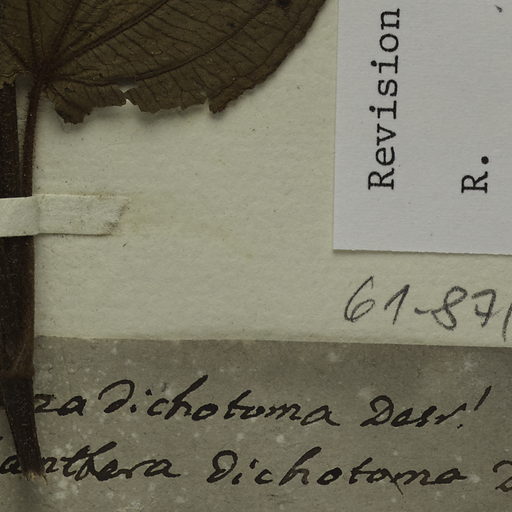 Revision
R.
61-87
za dichotoma Desr!
anthera dichotoma D